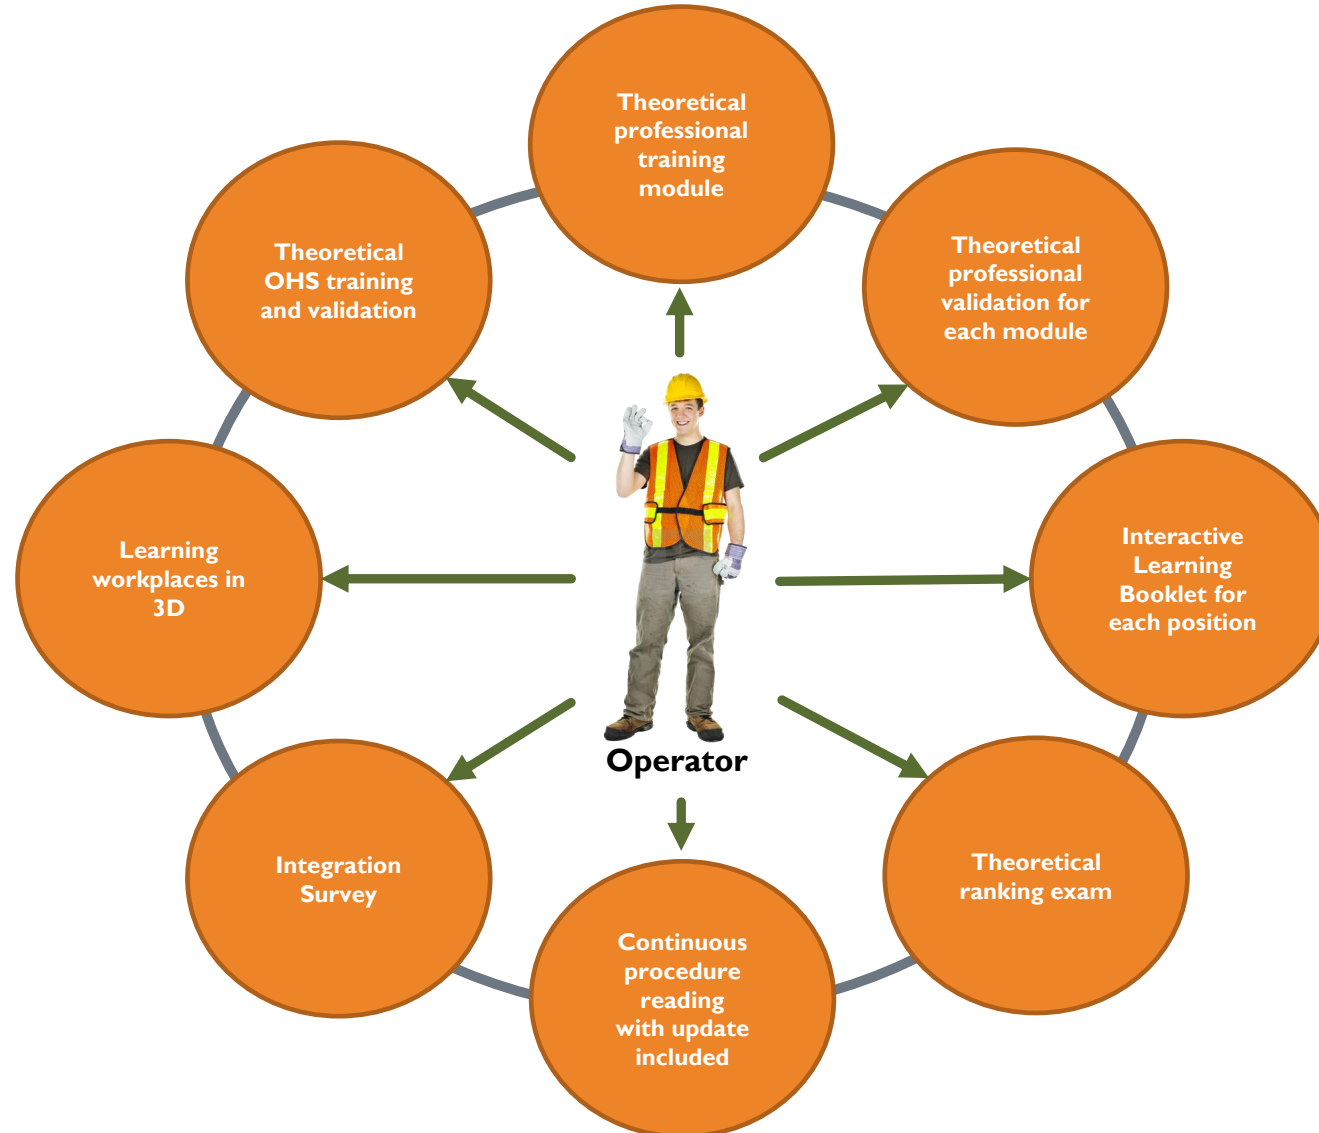 Theoretical
professional
training
module
Theoretical
OHS training
and validation
Theoretical
professional
validation for
each module
Learning
workplaces in
3D
Interactive
Learning
Booklet for
each position
Operator
Integration
Survey
Theoretical
ranking exam
Continuous
procedure
reading
with update
included